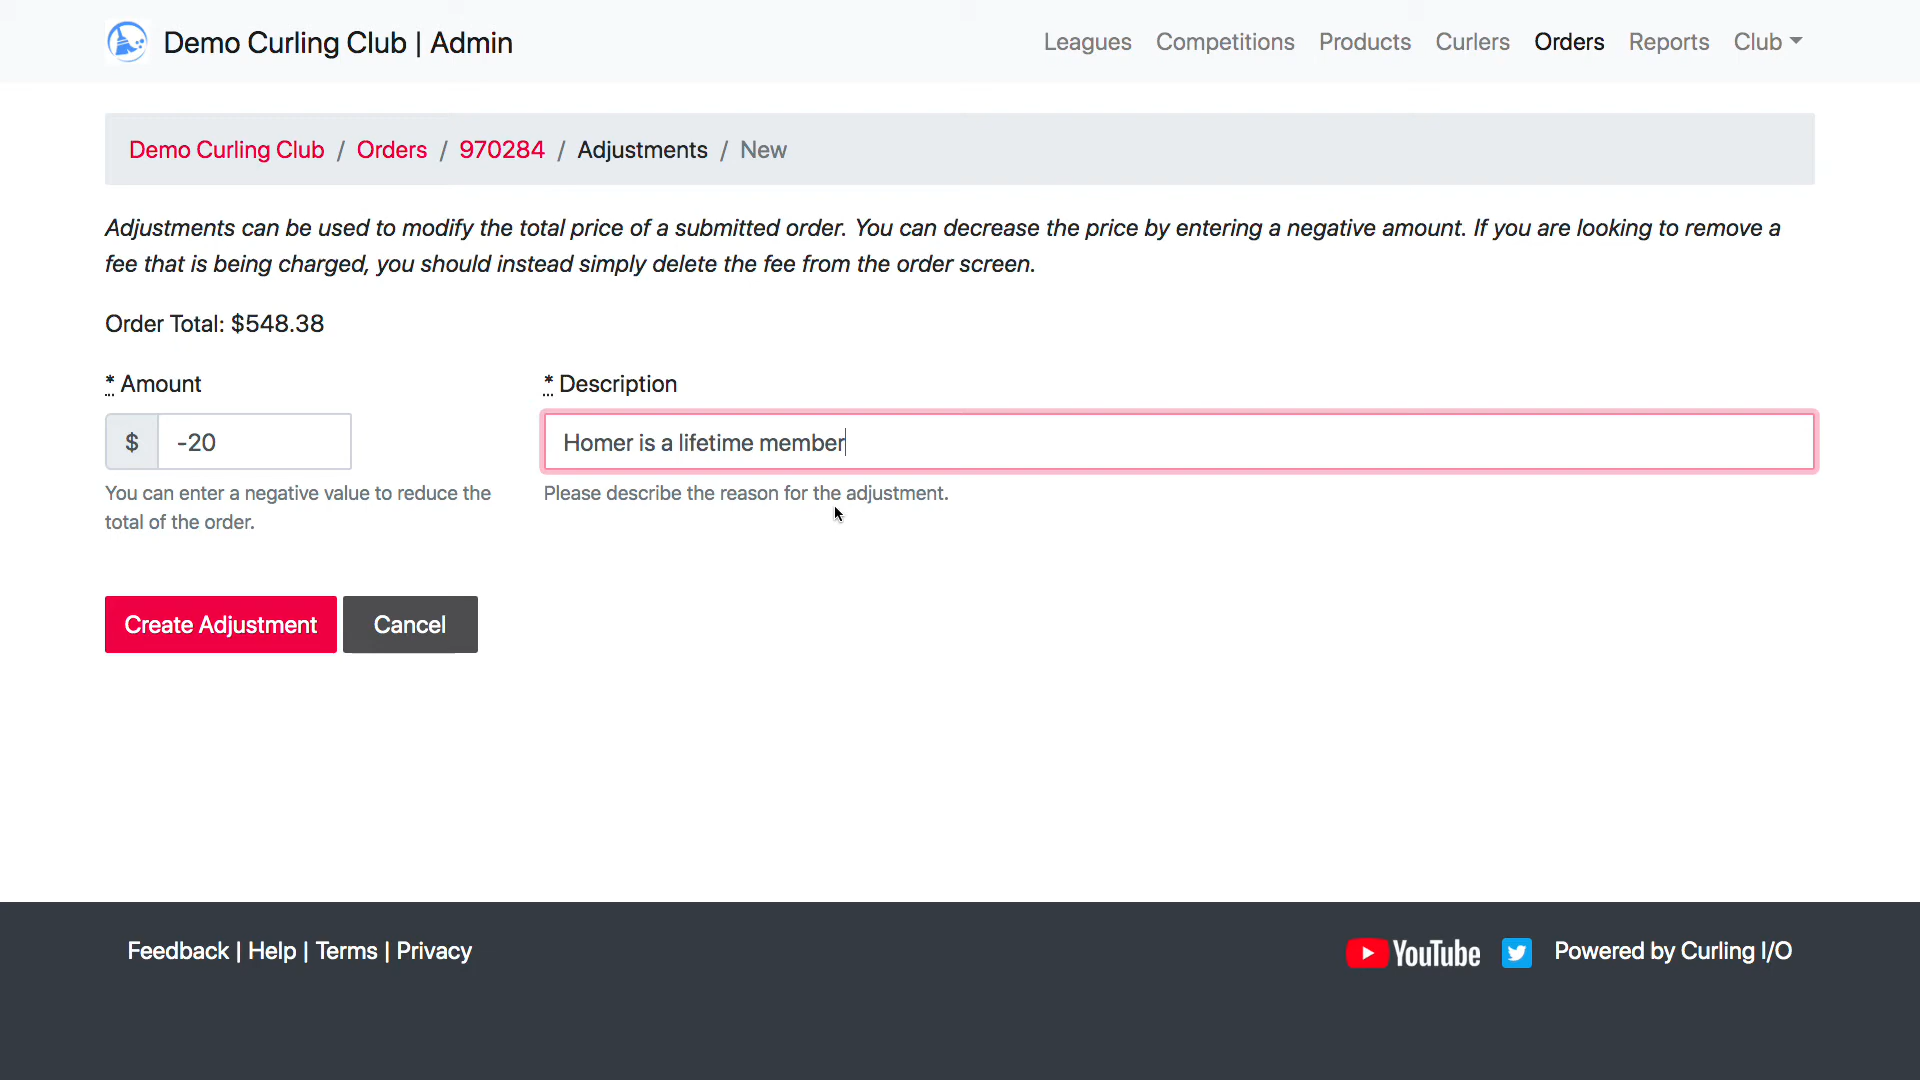 Demo Curling Club | Admin
Leagues Competitions Products Curlers Orders Reports Club
Demo Curling Club / Orders / 970284 / Adjustments / New
Adjustments can be used to modify the total price of a submitted order. You can decrease the price by entering a negative amount. If you are looking to remove a
fee that is being charged, you should instead simply delete the fee from the order screen.
Order Total: $548.38
* Amount
* Description
$ -20
Homer is a lifetime member
You can enter a negative value to reduce the
total of the order.
Please describe the reason for the adjustment.
Create Adjustment Cancel
Feedback | Help | Terms | Privacy
YouTube Powered by Curling I/O